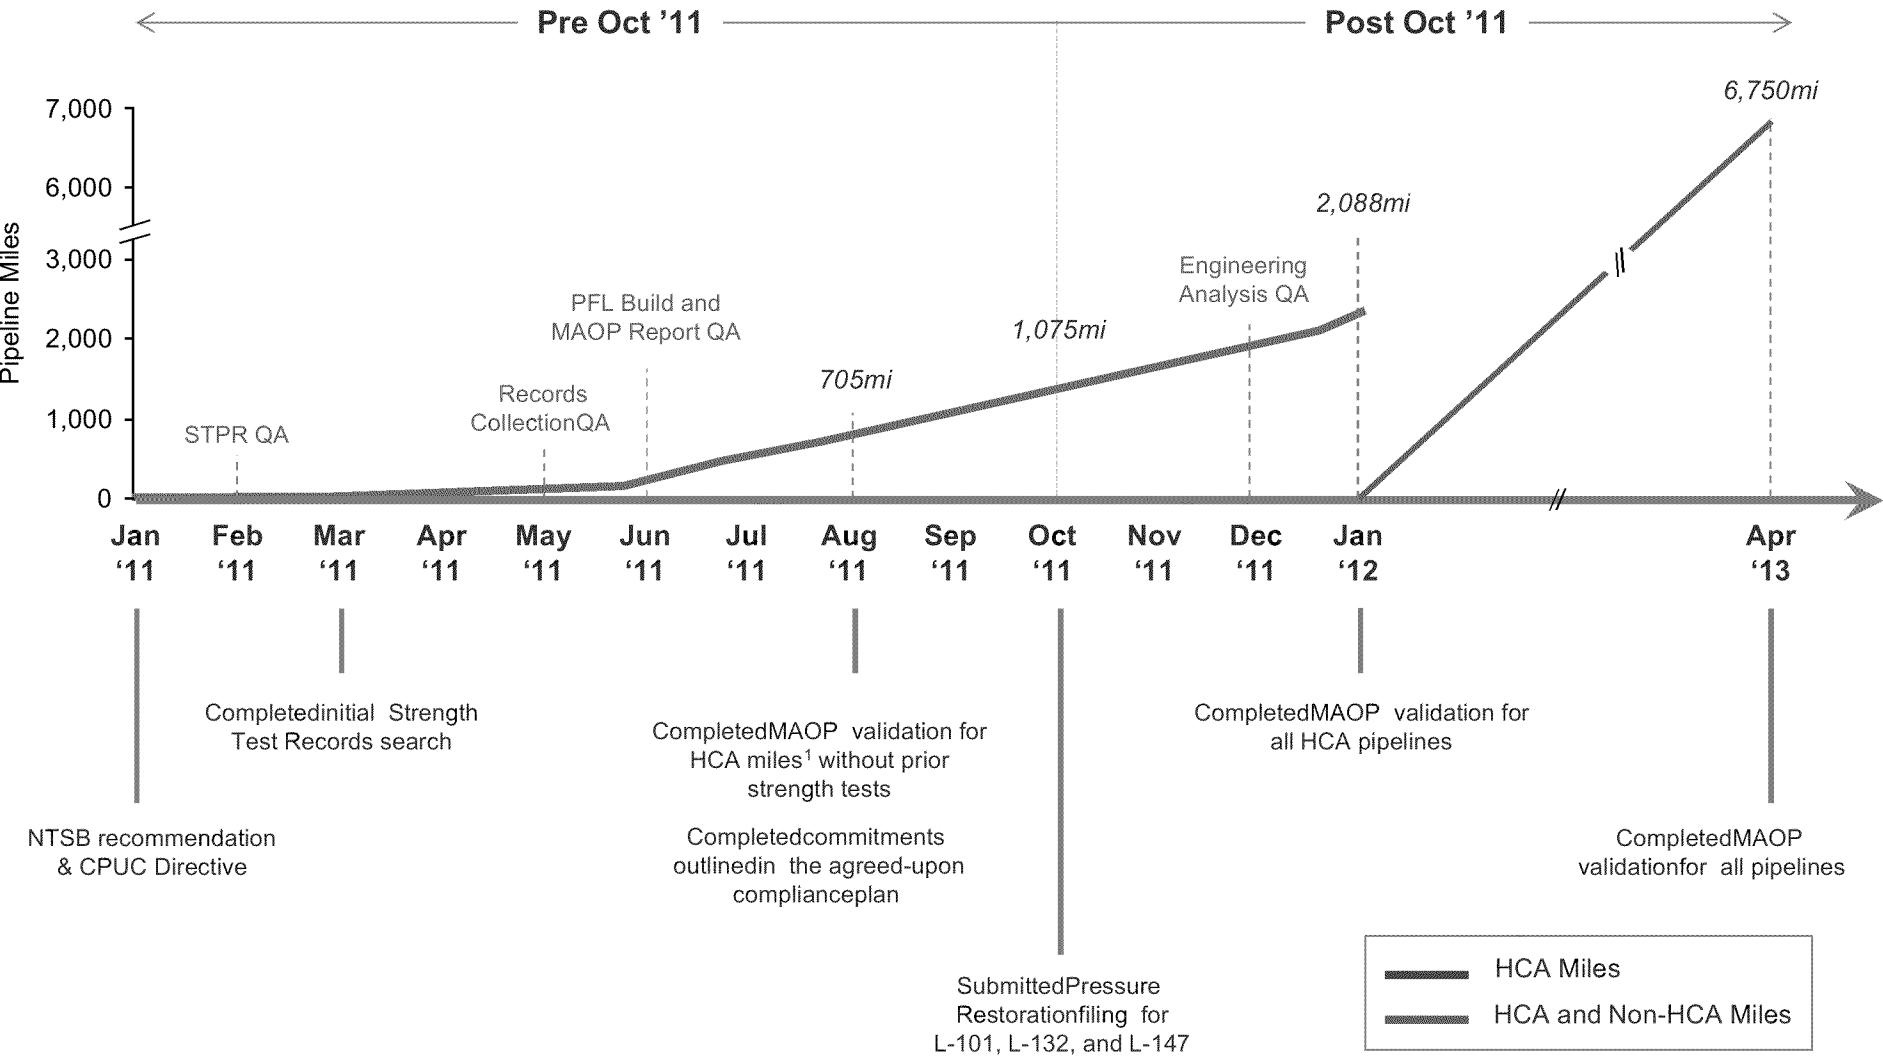 Pre Oct ’11
Post Oct ’11
6,750mi
7,000
6,000
2,088mi
3,000
Engineering
Analysis QA
PFL Build and
MAOP Report QA
1,075mi
2,000
Pipeline Miles
705mi
Records
CollectionQA
1,000
STPR QA
0
Jan
‘11
Feb
‘11
Mar
‘11
Apr
‘11
May
‘11
Jun
‘11
Jul
‘11
Aug
‘11
Sep
‘11
Oct
‘11
Nov
‘11
Dec
‘11
Jan
‘12
Apr
‘13
Completedinitial Strength
Test Records search
CompletedMAOP validation for
HCA miles¹ without prior
strength tests
CompletedMAOP validation for
all HCA pipelines
NTSB recommendation
& CPUC Directive
Completedcommitments
outlinedin the agreed-upon
complianceplan
CompletedMAOP
validationfor all pipelines
SubmittedPressure
Restorationfiling for
L-101, L-132, and L-147
HCA Miles
HCA and Non-HCA Miles